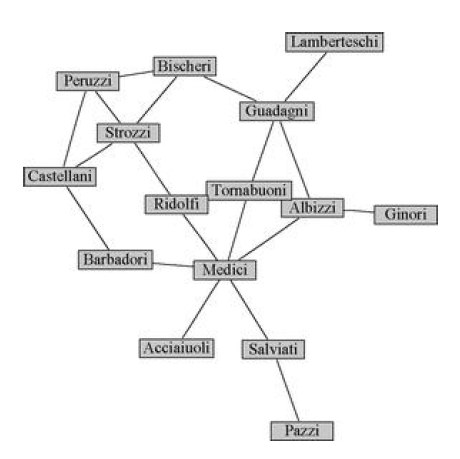 Lamberteschi
Bischeri
Peruzzi
Guadagni
Strozzi
Castellani
Tornabuoni
Ridolfi
Albizzi
Ginori
Barbadori
Medici
Acciaiuoli
Salviati
Pazzi